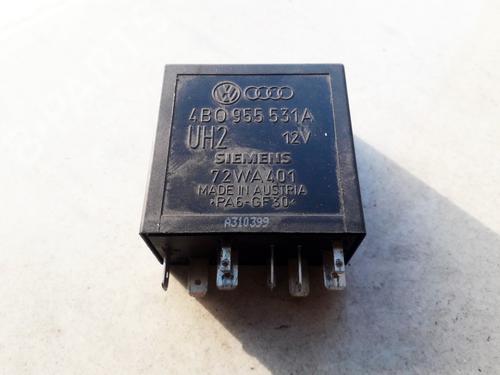 4B0 955 531A
UH2 12V
SIEMENS
72WA401
MADE IN AUSTRIA
>PA6-GF30<
A310399